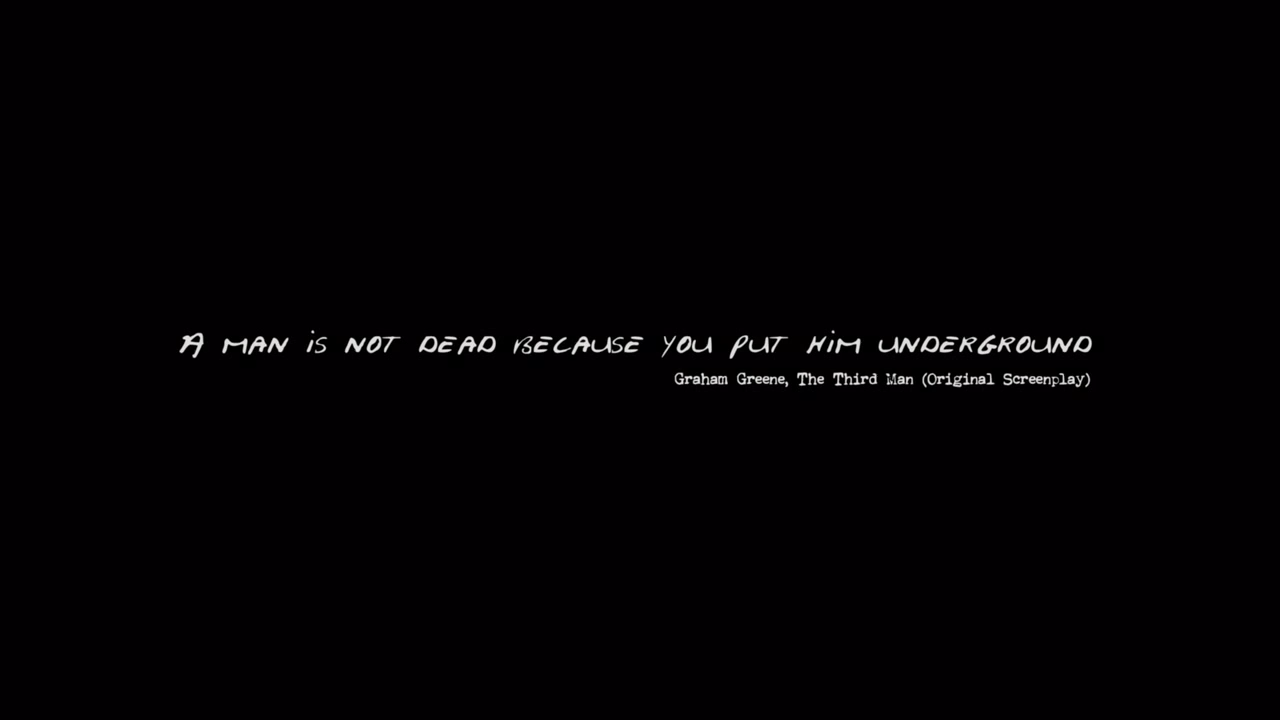 A MAN iS NOT DEAD BECAUSE YOU PUT HiM UNDERGROUND
Graham Greene, The Third Man (Original Screenplay)